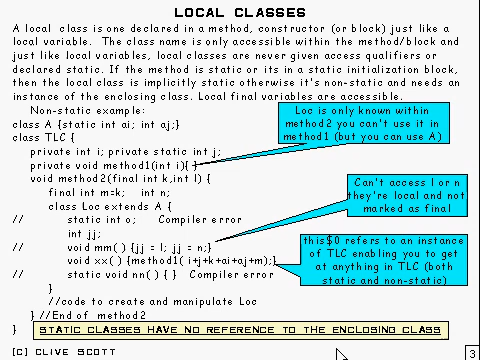 LOCAL CLASSES
A local class is one declared in a method, constructor (or block) just like a
local variable. The class name is only accessible within the method/block and
just like local variables, local classes are never given access qualifiers or
declared static. If the method is static or its in a static initialization block,
then the local class is implicitly static otherwise it's non-static and needs an
instance of the enclosing class. Local final variables are accessible.
Non-static example:
class A {static int ai; int aj;}
class TLC {
private int i; private static int j;
private void method1(int i){ }
void method2(final int k,int l) {
final int m=k; int n;
class Loc extends A {
// static int o; Compiler error
int jj;
// void mm( ) {jj = l; jj = n;}
void xx( ) {method1( i+j+k+ai+aj+m);}
// static void nn( ) { } Compiler error
}
//code to create and manipulate Loc
} //End of method2
}
Loc is only known within
method2 you can't use it in
method1 (but you can use A)
Can't access l or n
they're local and not
marked as final
this$0 refers to an instance
of TLC enabling you to get
at anything in TLC (both
static and non-static)
STATIC CLASSES HAVE NO REFERENCE TO THE ENCLOSING CLASS
[C] CLIVE SCOTT
3